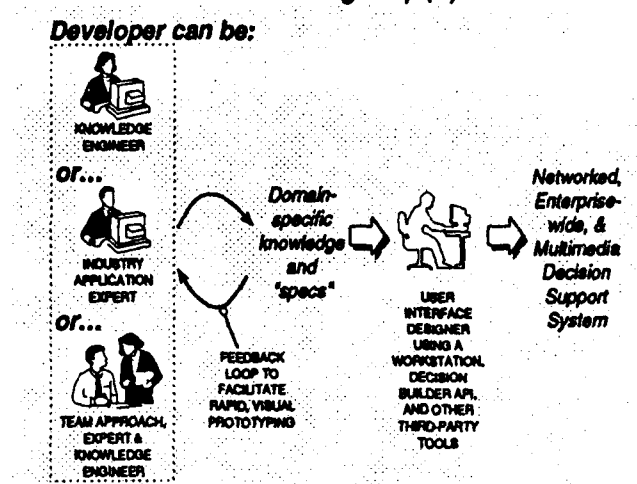 Developer can be:
KNOWLEDGE
ENGINEER
or...
INDUSTRY
APPLICATION
EXPERT
or...
TEAM APPROACH,
EXPERT &
KNOWLEDGE
ENGINEER
Domain-
specific
knowledge
and
"specs"
FEEDBACK
LOOP TO
FACILITATE
RAPID, VISUAL
PROTOTYPING
USER
INTERFACE
DESIGNER
USING A
WORKSTATION,
DECISION
BUILDER API,
AND OTHER
THIRD-PARTY
TOOLS
Networked,
Enterprise-
wide, &
Multimedia
Decision
Support
System